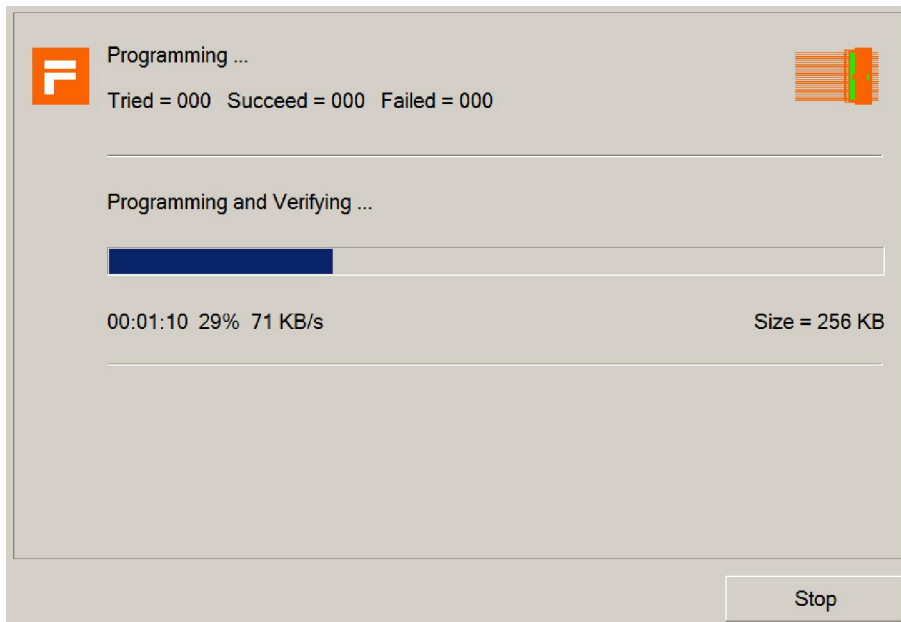 Programming ...
Tried = 000 Succeed = 000 Failed = 000
Programming and Verifying ...
00:01:10 29% 71 KB/s Size = 256 KB
Stop